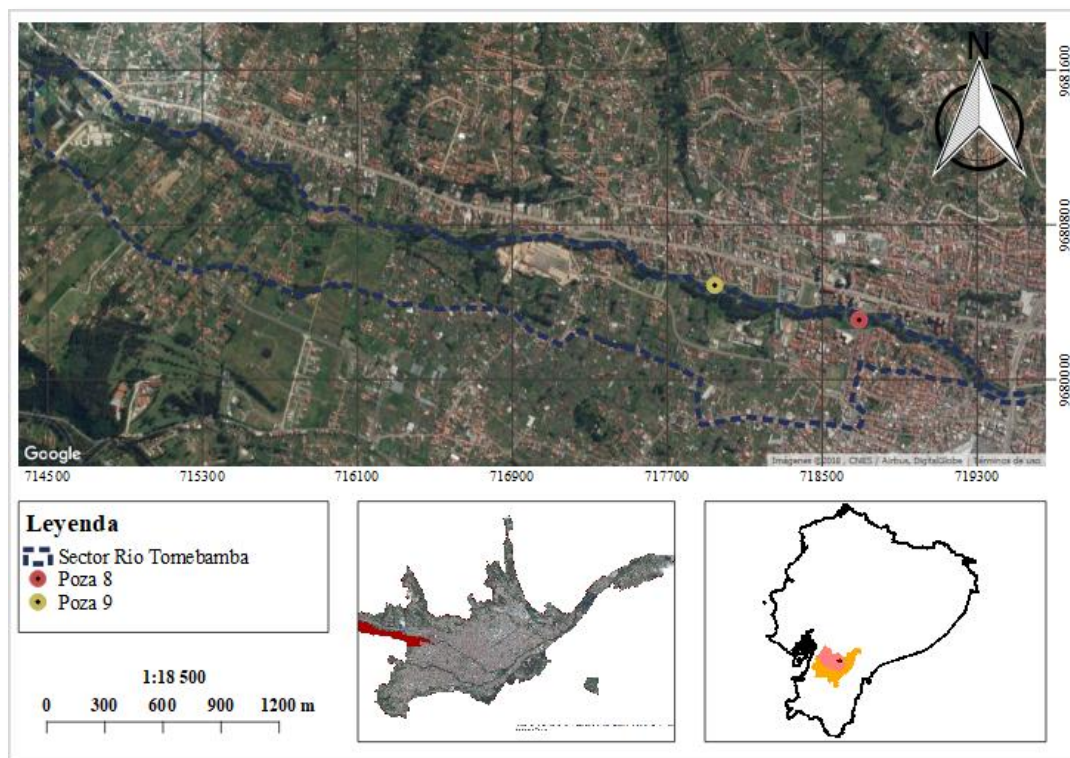 N
9681600
9680800
9680000
Google
Imágenes ©2018 , CNES / Airbus, DigitalGlobe | Términos de uso
714500 715300 716100 716900 717700 718500 719300
Leyenda
Sector Rio Tomebamba
Poza 8
Poza 9
1:18 500
0 300 600 900 1200 m